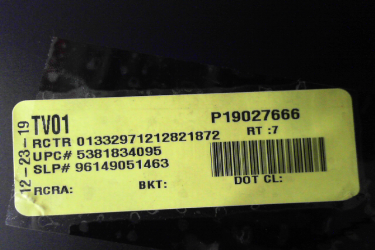 12-23-19
TV01
P19027666
RCTR 01332971212821872
RT :7
UPC# 5381834095
SLP# 96149051463
RCRA:
BKT:
DOT CL: